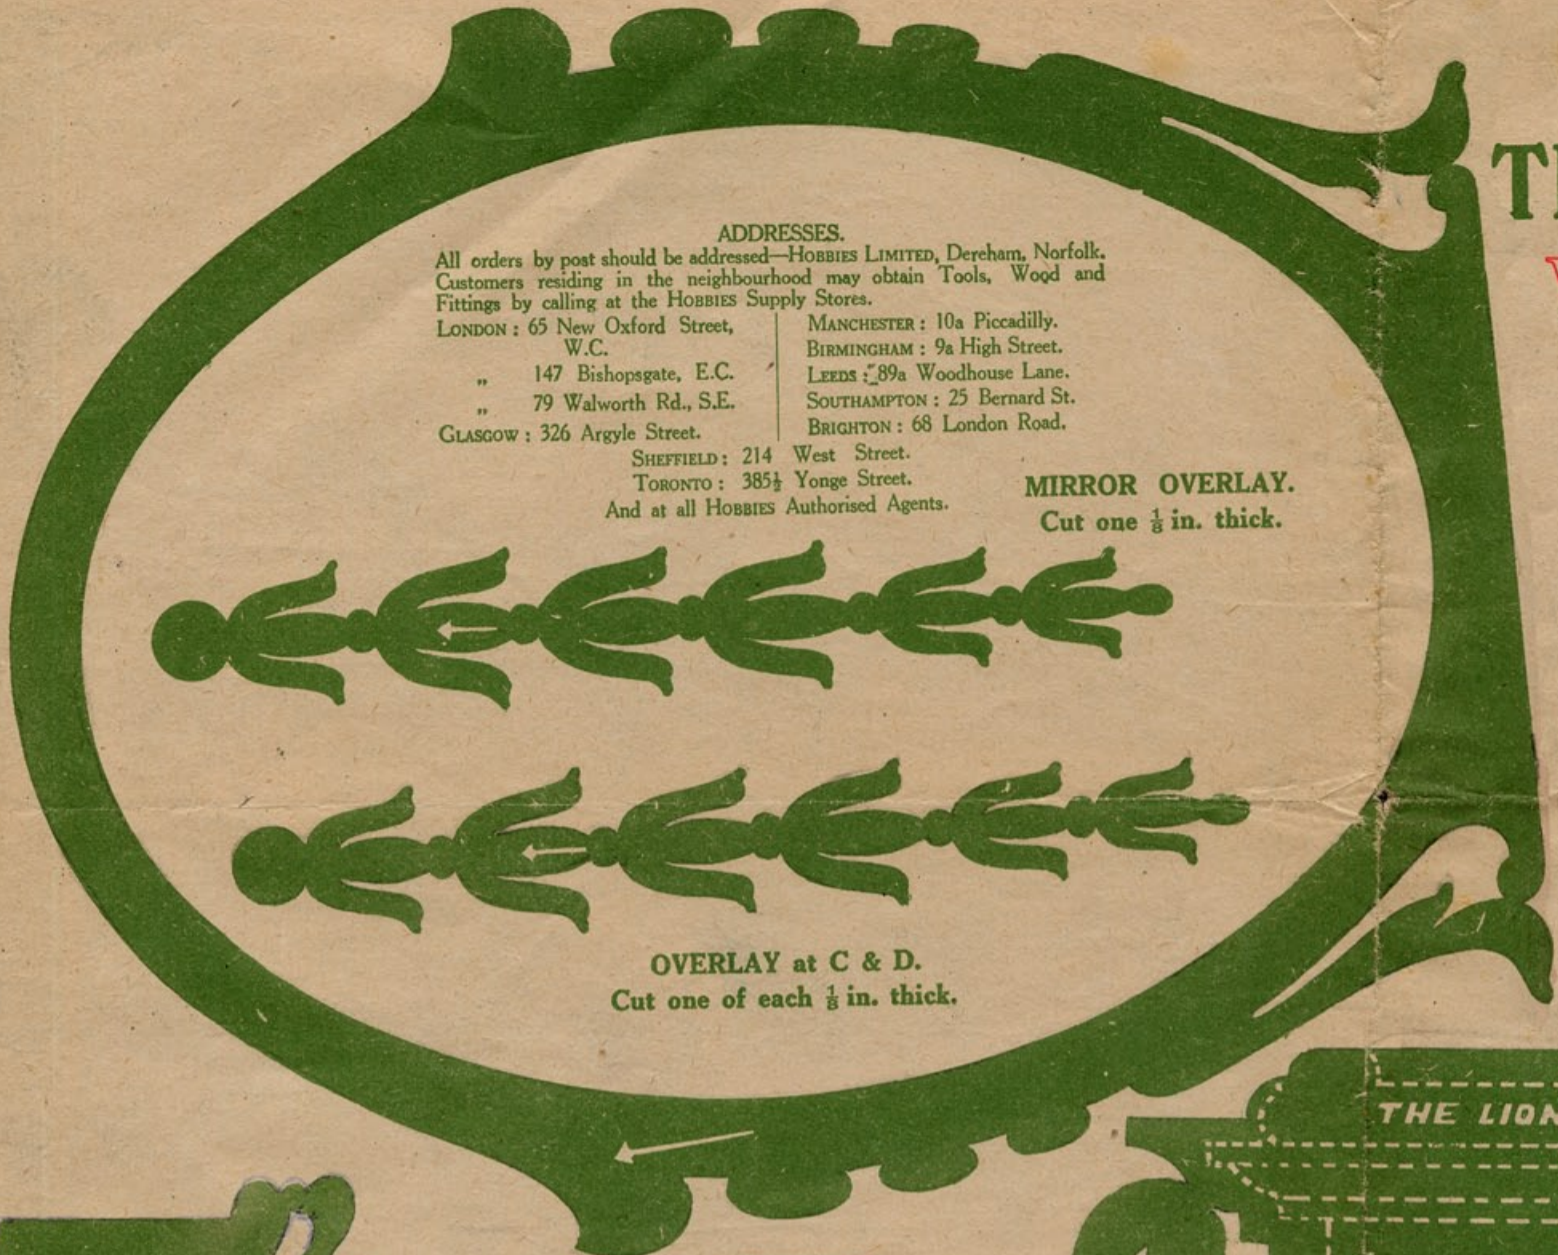 ADDRESSES.
All orders by post should be addressed—HOBBIES LIMITED, Dereham, Norfolk.
Customers residing in the neighbourhood may obtain Tools, Wood and
Fittings by calling at the HOBBIES Supply Stores.
LONDON : 65 New Oxford Street,
W.C.
„ 147 Bishopsgate, E.C.
„ 79 Walworth Rd., S.E.
GLASGOW : 326 Argyle Street.
MANCHESTER : 10a Piccadilly.
BIRMINGHAM : 9a High Street.
LEEDS : 89a Woodhouse Lane.
SOUTHAMPTON : 25 Bernard St.
BRIGHTON : 68 London Road.
SHEFFIELD : 214 West Street.
TORONTO : 385½ Yonge Street.
And at all HOBBIES Authorised Agents.
MIRROR OVERLAY.
Cut one ⅛ in. thick.
OVERLAY at C & D.
Cut one of each ⅛ in. thick.
THE LION